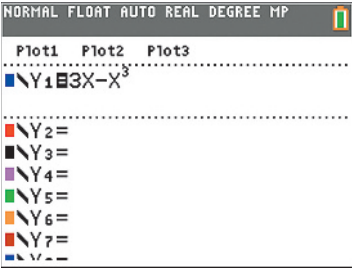 NORMAL FLOAT AUTO REAL DEGREE MP
Plot1 Plot2 Plot3
\Y₁=3X-X³
\Y₂=
\Y₃=
\Y₄=
\Y₅=
\Y₆=
\Y₇=